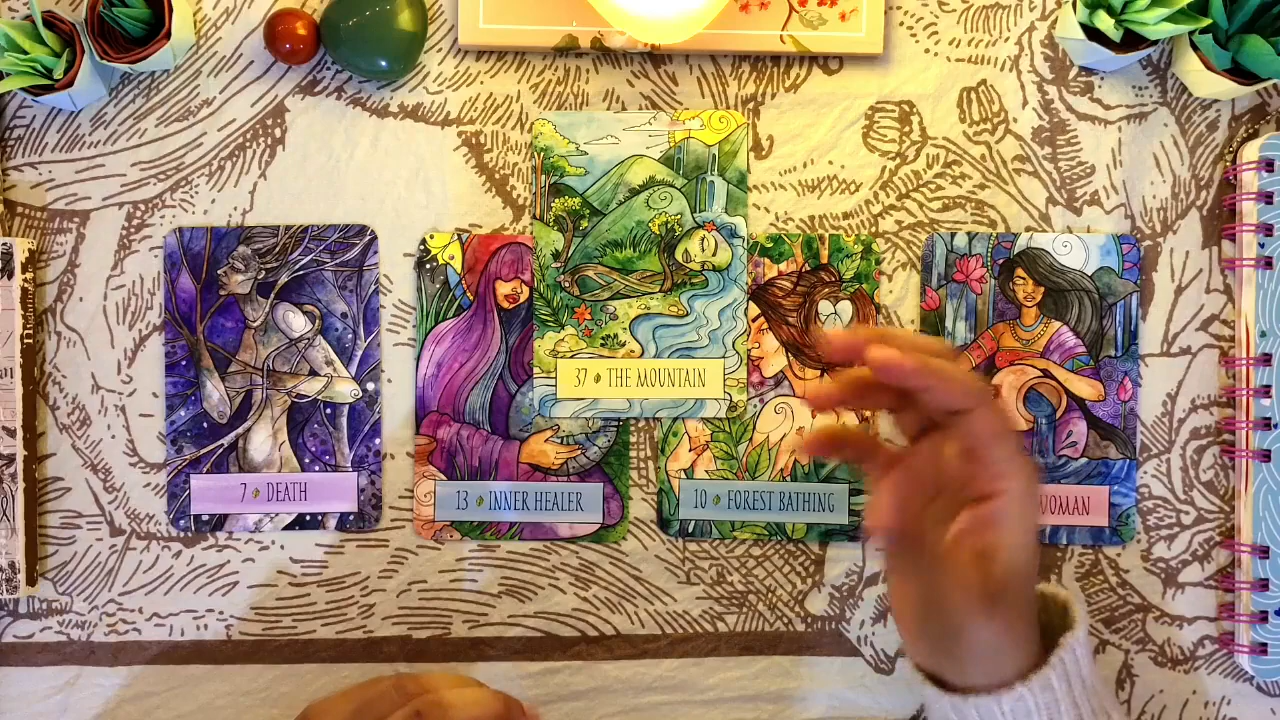 37 THE MOUNTAIN
7 DEATH
13 INNER HEALER
10 FOREST BATHING
WOMAN